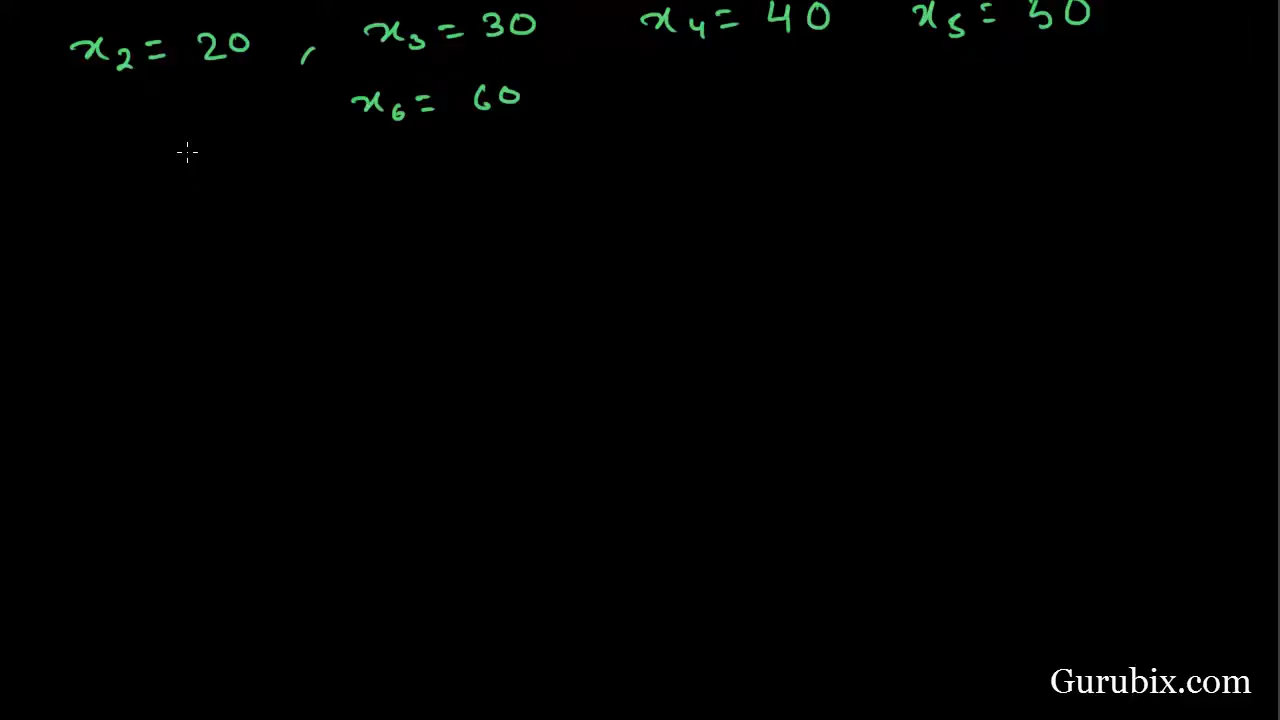 x₂ = 20 , x₃ = 30 x₄ = 40 x₅ = 50
x₆ = 60
Gurubix.com